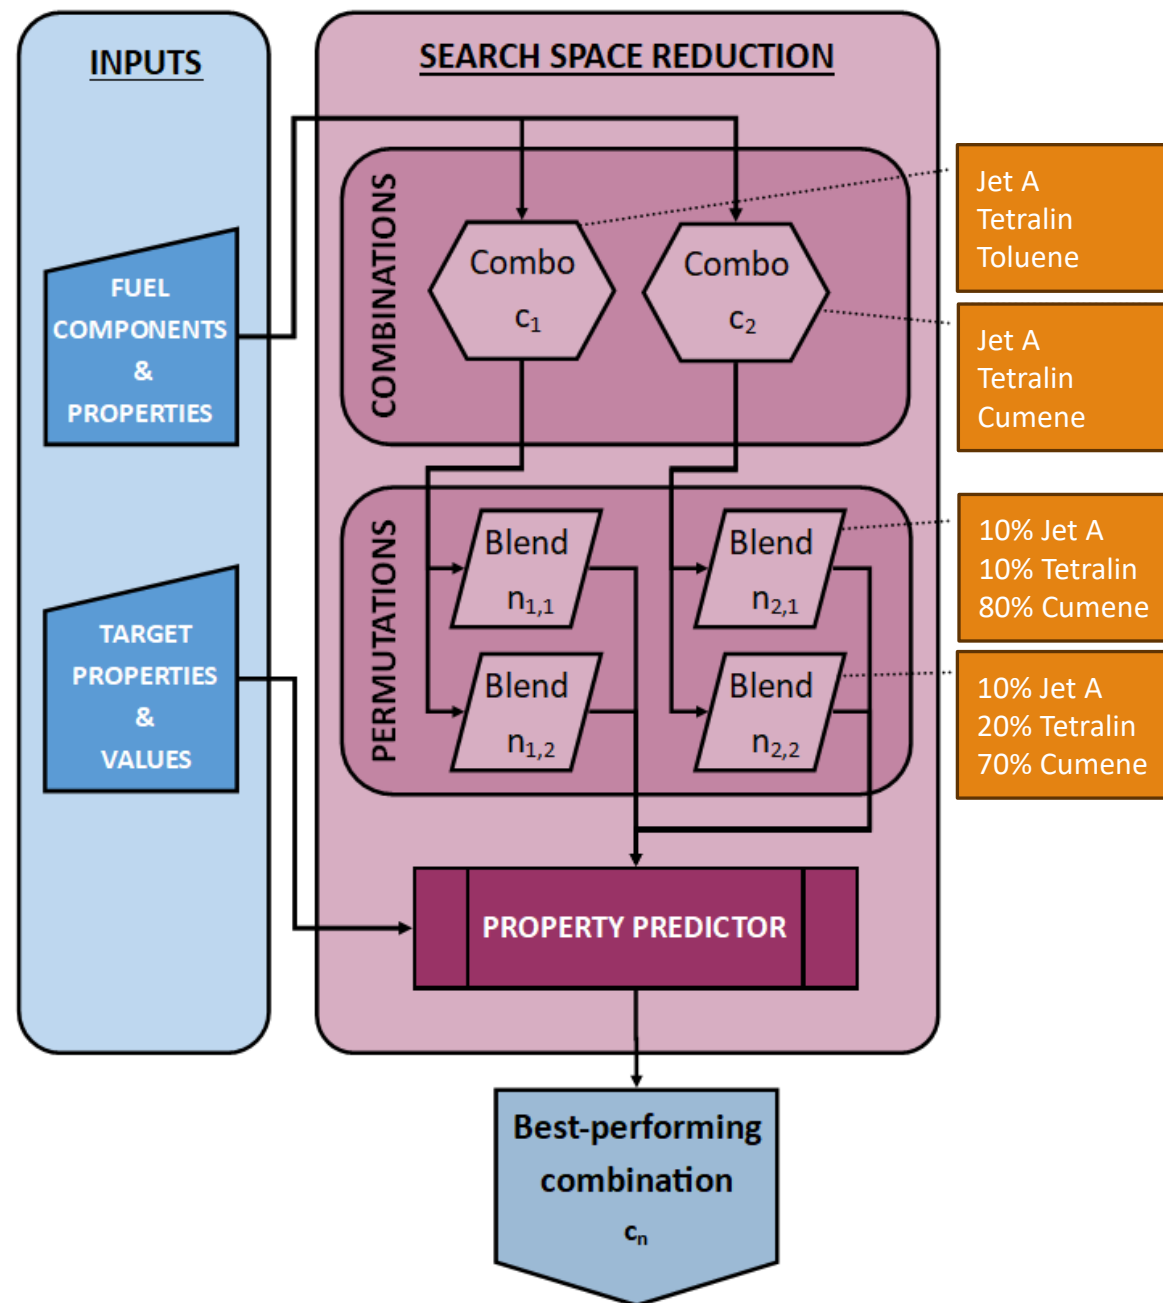 INPUTS
FUEL
COMPONENTS
&
PROPERTIES
TARGET
PROPERTIES
&
VALUES
SEARCH SPACE REDUCTION
COMBINATIONS
Combo
c₁
Combo
c₂
PERMUTATIONS
Blend
n₁,₁
Blend
n₂,₁
Blend
n₁,₂
Blend
n₂,₂
PROPERTY PREDICTOR
Best-performing
combination
cₙ
Jet A
Tetralin
Toluene
Jet A
Tetralin
Cumene
10% Jet A
10% Tetralin
80% Cumene
10% Jet A
20% Tetralin
70% Cumene